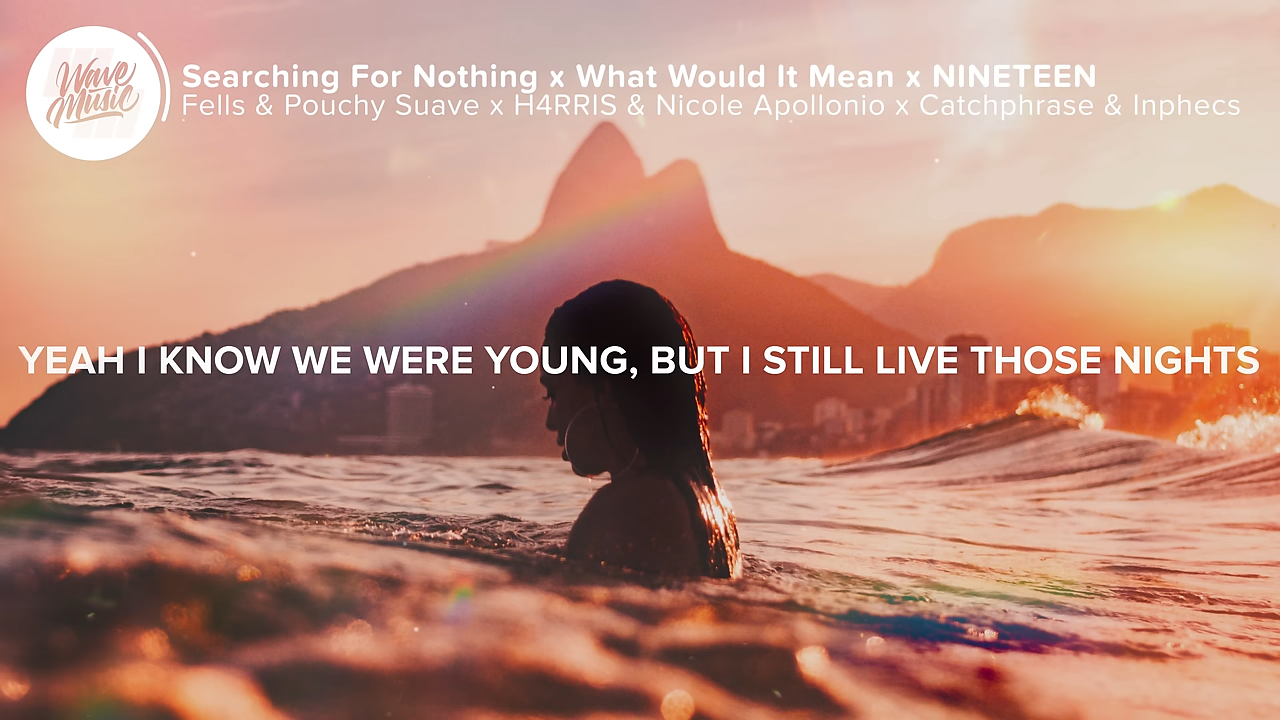 Wave
Music
Searching For Nothing x What Would It Mean x NINETEEN
Fells & Pouchy Suave x H4RRIS & Nicole Apollonio x Catchphrase & Inphecs
YEAH I KNOW WE WERE YOUNG, BUT I STILL LIVE THOSE NIGHTS